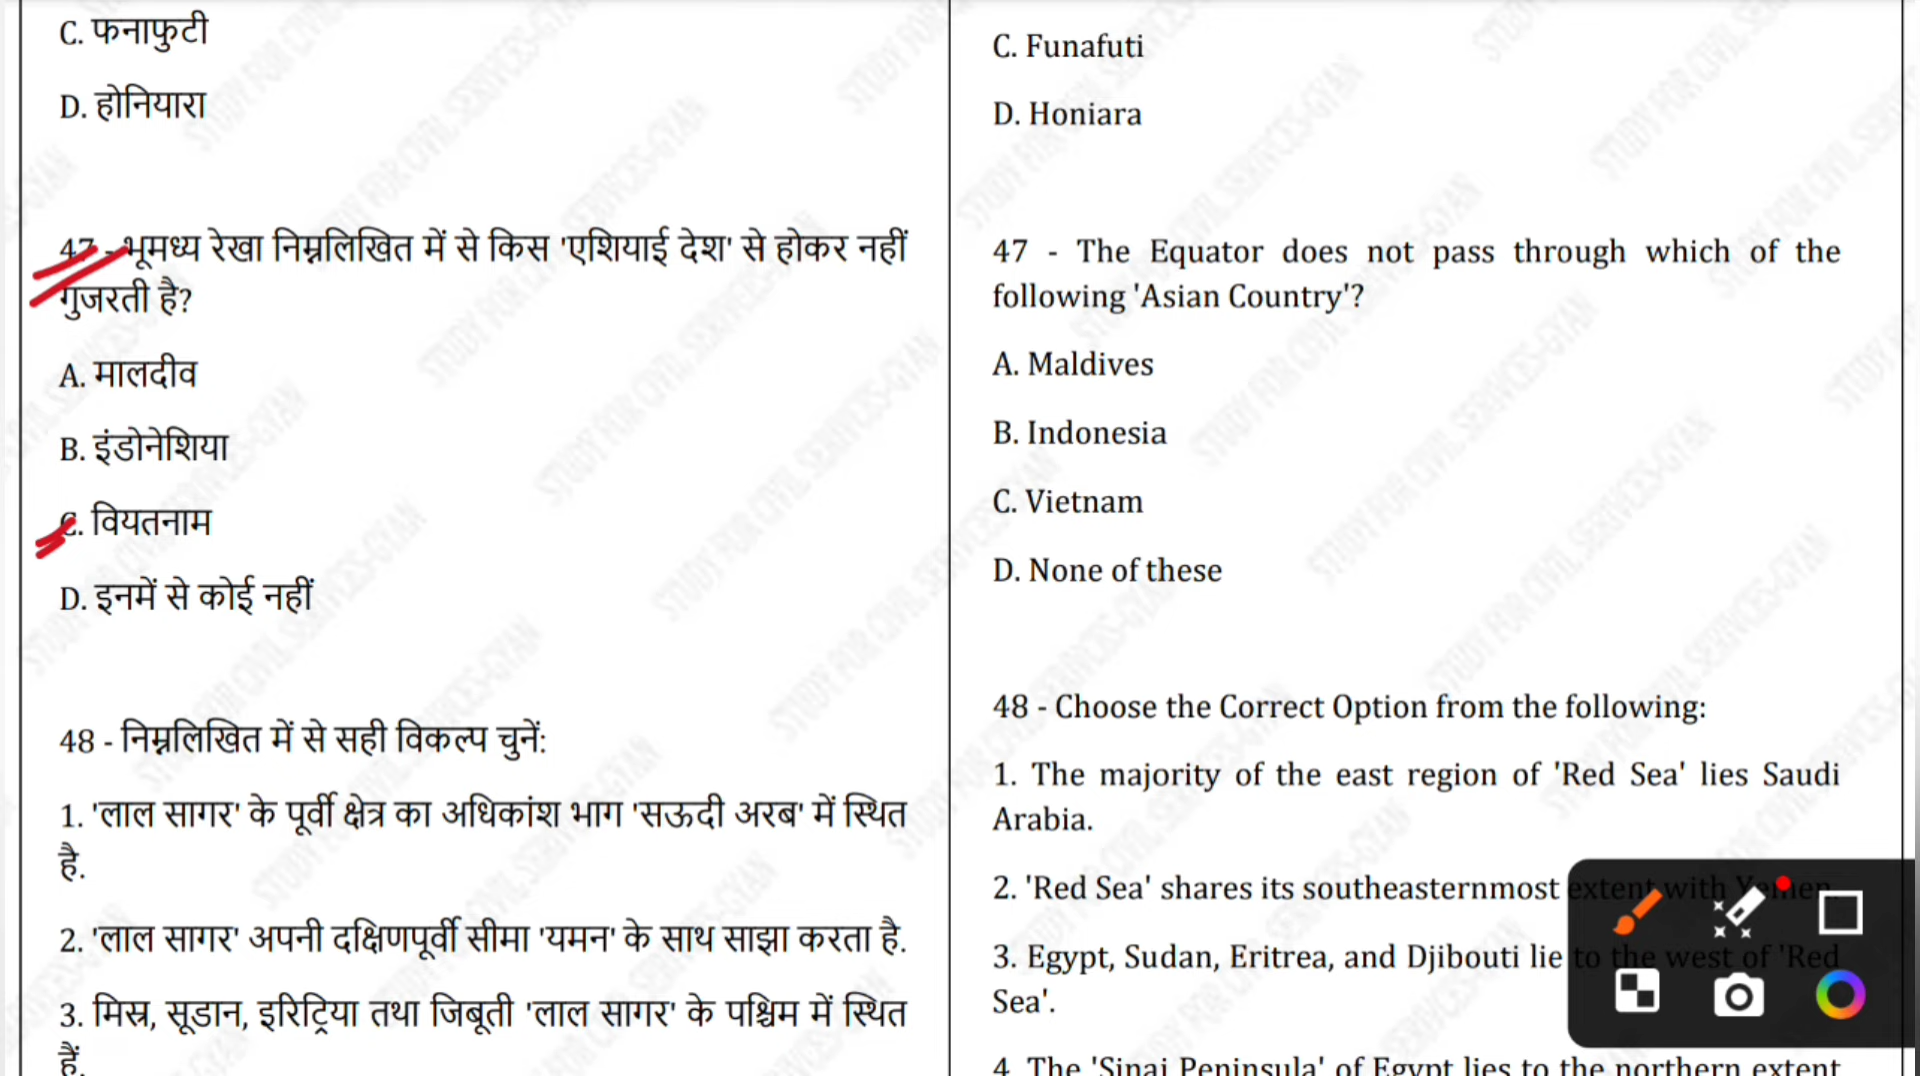 C. फनाफुटी
D. होनियारा
47 - भूमध्य रेखा निम्नलिखित में से किस 'एशियाई देश' से होकर नहीं
गुजरती है?
A. मालदीव
B. इंडोनेशिया
C. वियतनाम
D. इनमें से कोई नहीं
48 - निम्नलिखित में से सही विकल्प चुनें:
1. 'लाल सागर' के पूर्वी क्षेत्र का अधिकांश भाग 'सऊदी अरब' में स्थित
है.
2. 'लाल सागर' अपनी दक्षिणपूर्वी सीमा 'यमन' के साथ साझा करता है.
3. मिस्र, सूडान, इरिट्रिया तथा जिबूती 'लाल सागर' के पश्चिम में स्थित
हैं.
C. Funafuti
D. Honiara
47 - The Equator does not pass through which of the
following 'Asian Country'?
A. Maldives
B. Indonesia
C. Vietnam
D. None of these
48 - Choose the Correct Option from the following:
1. The majority of the east region of 'Red Sea' lies Saudi
Arabia.
2. 'Red Sea' shares its southeasternmost extent with Yemen.
3. Egypt, Sudan, Eritrea, and Djibouti lie to the west of 'Red
Sea'.
4. The 'Sinai Peninsula' of Egypt lies to the northern extent
STUDY FOR CIVIL SERVICES-GYAN